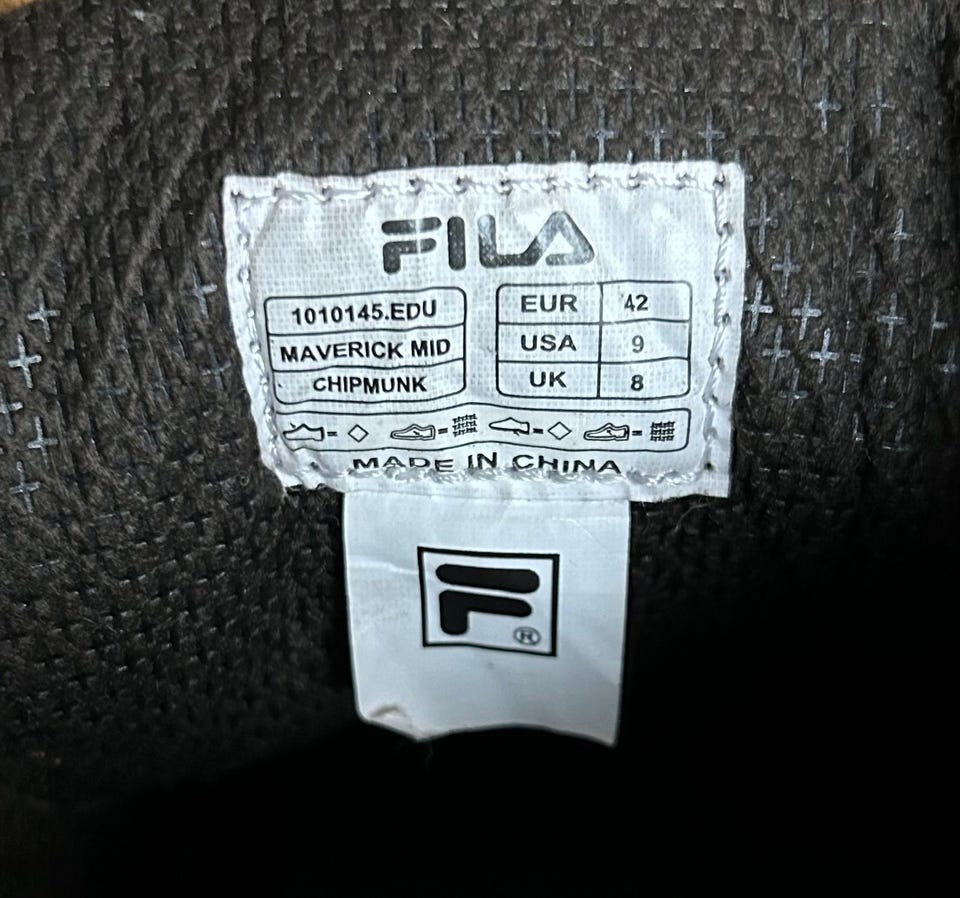 FILA
1010145.EDU
MAVERICK MID
CHIPMUNK
EUR 42
USA 9
UK 8
MADE IN CHINA
F
®